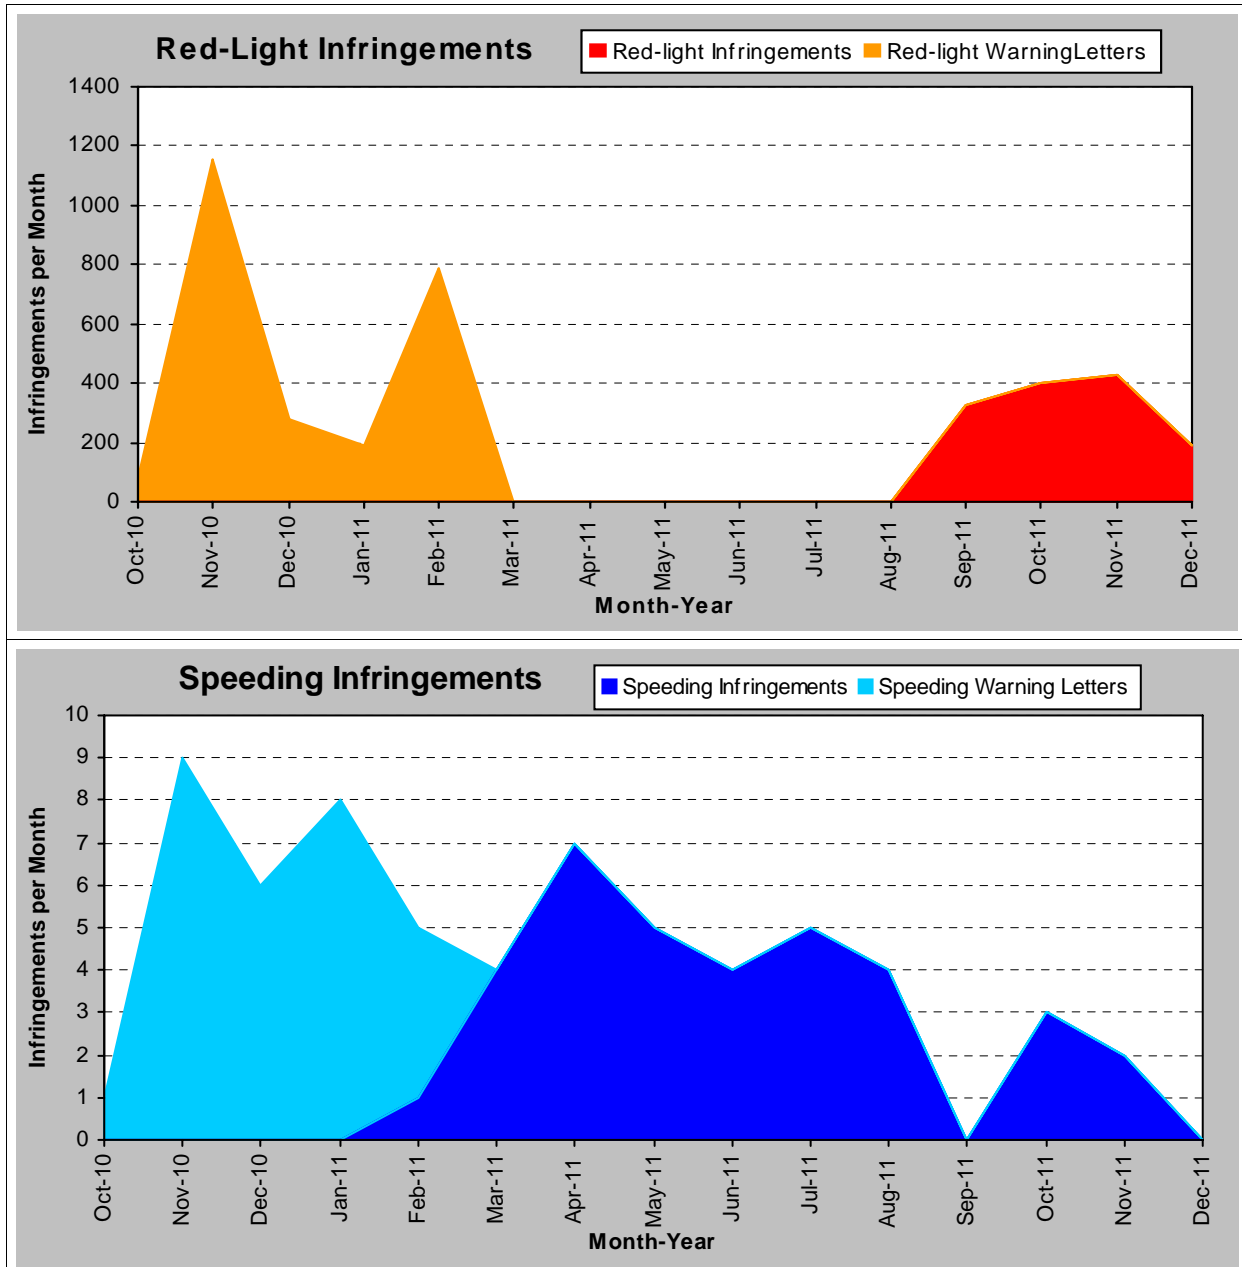 Red-Light Infringements
Red-light Infringements Red-light WarningLetters
1400
1200
1000
800
600
400
200
0
Infringements per Month
Oct-10 Nov-10 Dec-10 Jan-11 Feb-11 Mar-11 Apr-11 May-11 Jun-11 Jul-11 Aug-11 Sep-11 Oct-11 Nov-11 Dec-11
Month-Year
Speeding Infringements
Speeding Infringements Speeding Warning Letters
10
9
8
7
6
5
4
3
2
1
0
Infringements per Month
Oct-10 Nov-10 Dec-10 Jan-11 Feb-11 Mar-11 Apr-11 May-11 Jun-11 Jul-11 Aug-11 Sep-11 Oct-11 Nov-11 Dec-11
Month-Year